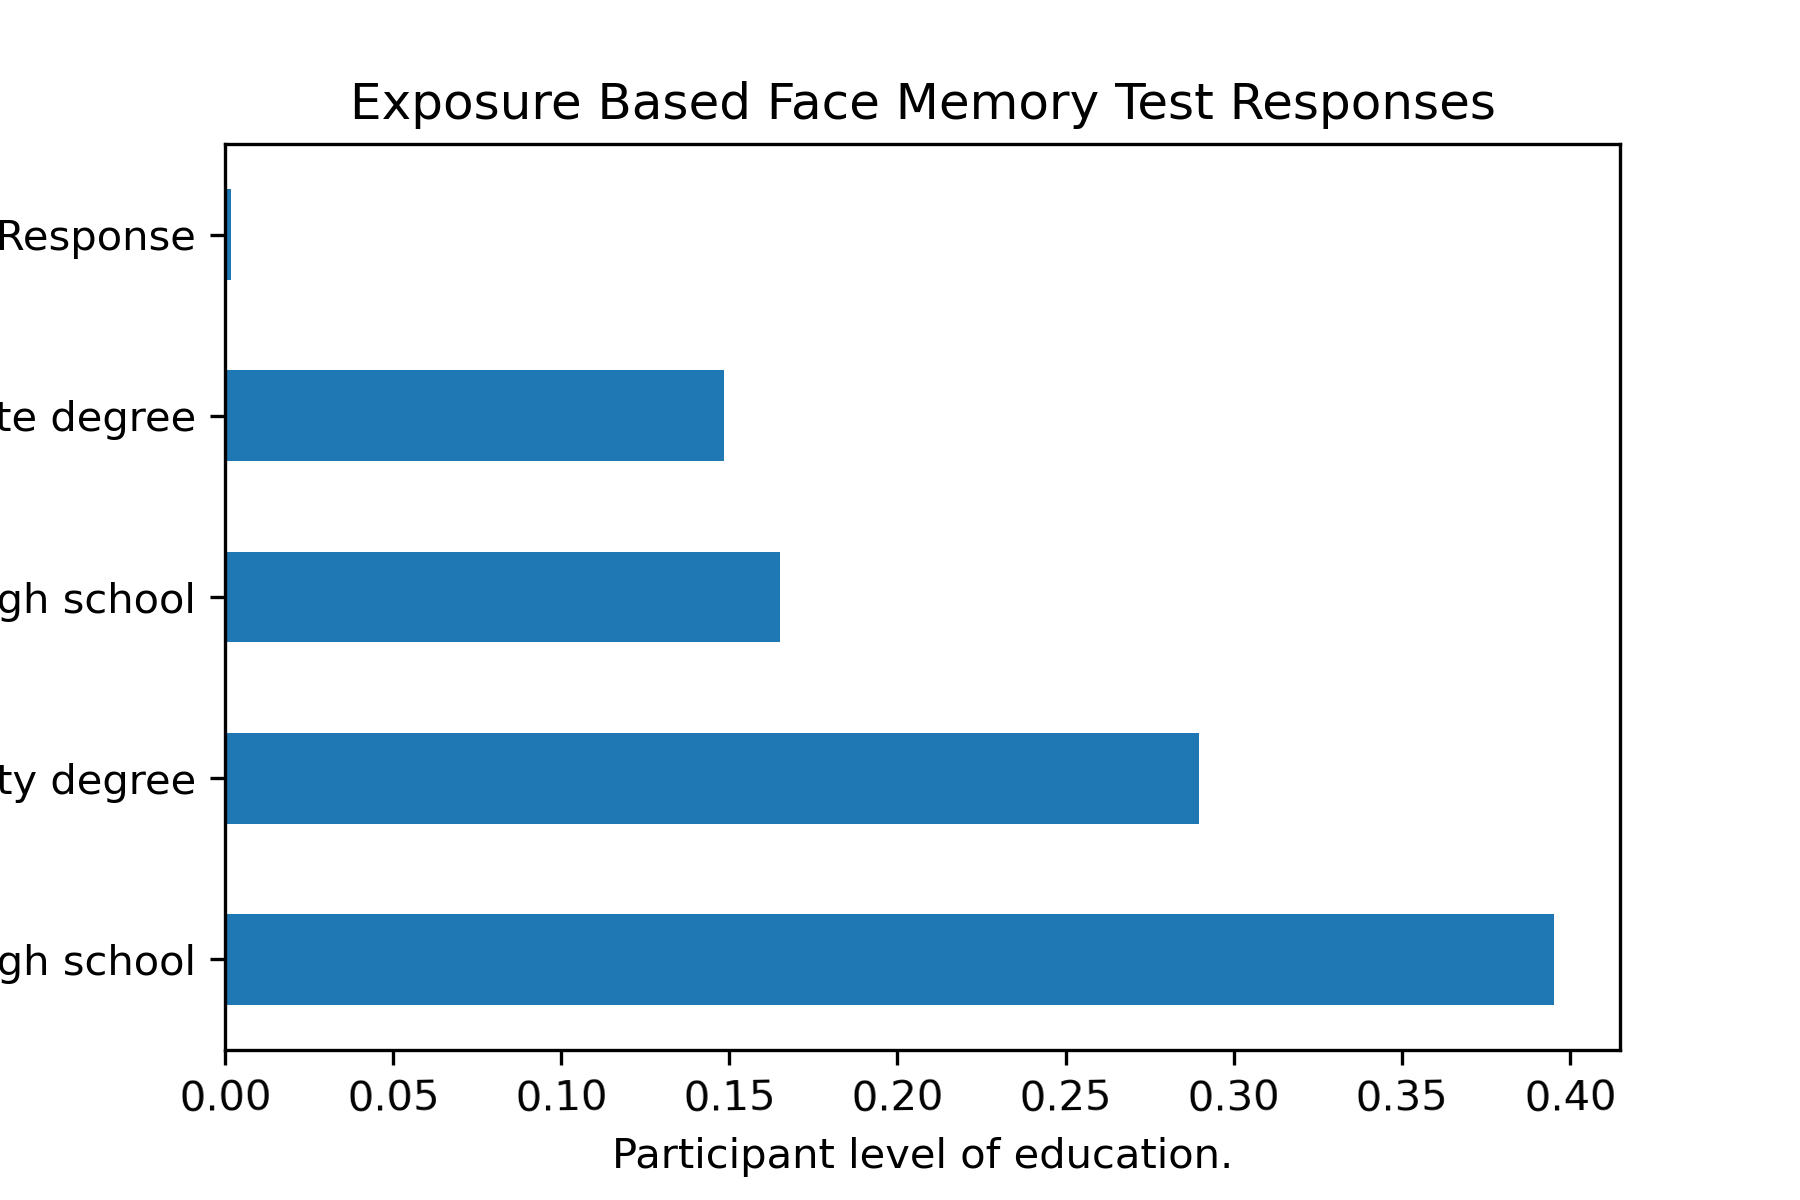 Exposure Based Face Memory Test Responses
Response
te degree
gh school
ty degree
gh school
0.00 0.05 0.10 0.15 0.20 0.25 0.30 0.35 0.40
Participant level of education.